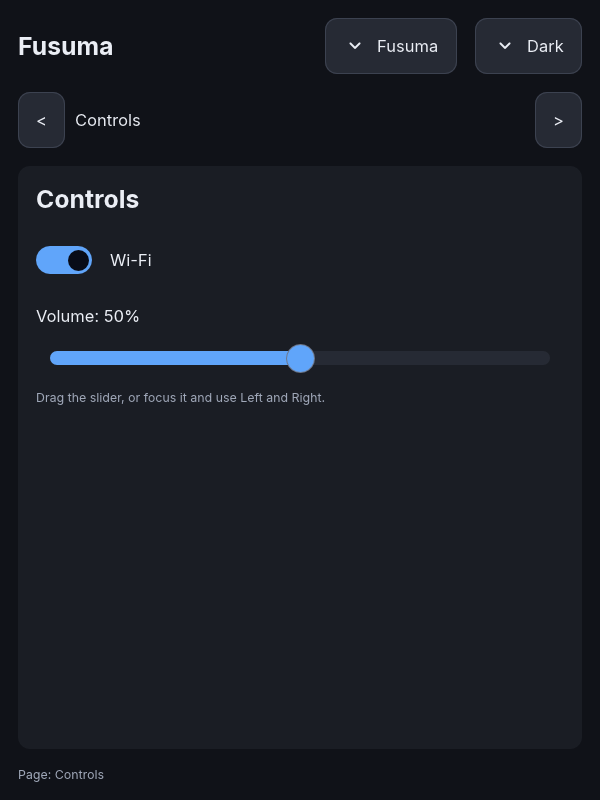 Fusuma
Fusuma
Dark
<
Controls
>
Controls
Wi-Fi
Volume: 50%
Drag the slider, or focus it and use Left and Right.
Page: Controls